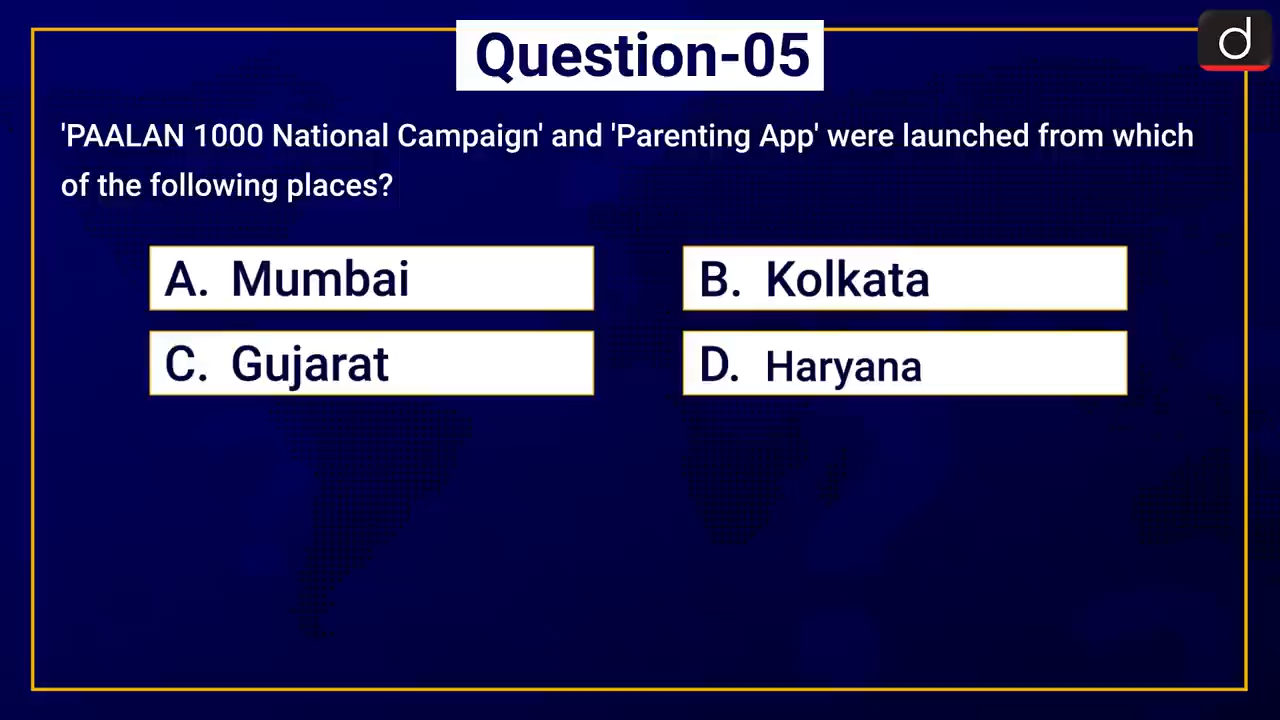 Question-05
d
'PAALAN 1000 National Campaign' and 'Parenting App' were launched from which
of the following places?
A. Mumbai
B. Kolkata
C. Gujarat
D. Haryana